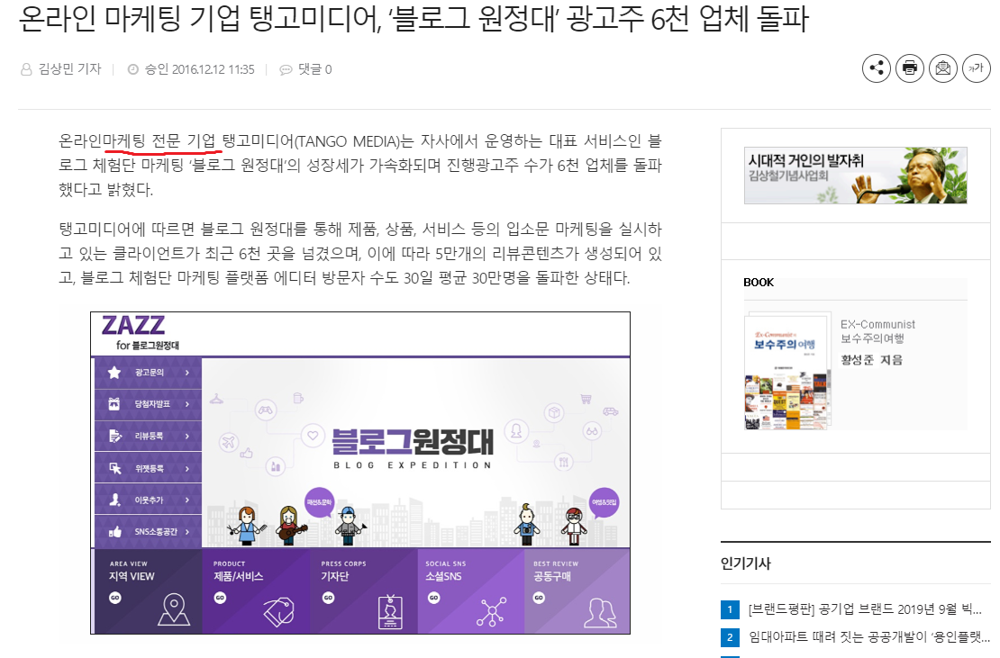 온라인 마케팅 기업 탱고미디어, ‘블로그 원정대’ 광고주 6천 업체 돌파
김상민 기자
승인 2016.12.12 11:35
댓글 0
가가
온라인마케팅 전문 기업 탱고미디어(TANGO MEDIA)는 자사에서 운영하는 대표 서비스인 블
로그 체험단 마케팅 ‘블로그 원정대’의 성장세가 가속화되며 진행광고주 수가 6천 업체를 돌파
했다고 밝혔다.
탱고미디어에 따르면 블로그 원정대를 통해 제품, 상품, 서비스 등의 입소문 마케팅을 실시하
고 있는 클라이언트가 최근 6천 곳을 넘겼으며, 이에 따라 5만개의 리뷰콘텐츠가 생성되어 있
고, 블로그 체험단 마케팅 플랫폼 에디터 방문자 수도 30일 평균 30만명을 돌파한 상태다.
ZAZZ
for 블로그원정대
광고문의
당첨자발표
리뷰등록
위젯등록
이웃추가
SNS소통공간
블로그원정대
BLOG EXPEDITION
패션&문화
여행&맛집
AREA VIEW
지역 VIEW
GO
PRODUCT
제품/서비스
GO
PRESS CORPS
기자단
GO
SOCIAL SNS
소셜SNS
GO
BEST REVIEW
공동구매
GO
시대적 거인의 발자취
김상철기념사업회
BOOK
Ex-Communist의
보수주의 여행
EX-Communist
보수주의여행
황성준 지음
인기기사
1 [브랜드평판] 공기업 브랜드 2019년 9월 빅...
2 임대아파트 때려 짓는 공공개발이 ‘용인플랫...